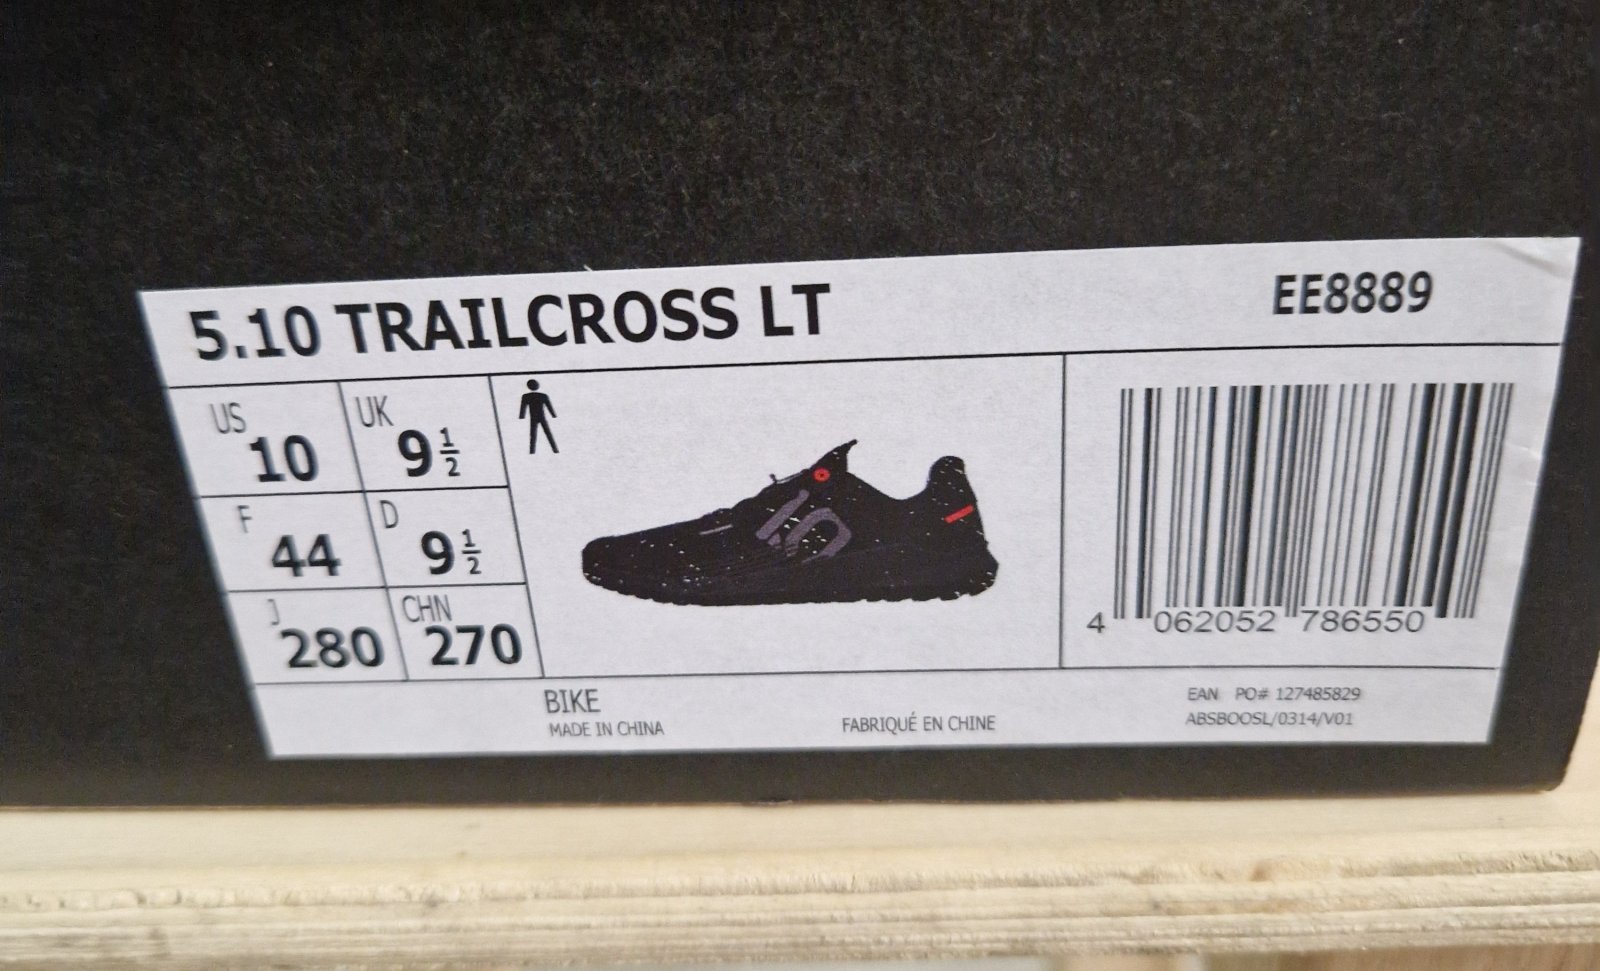 5.10 TRAILCROSS LT
EE8889
US 10
UK 9 1/2
F 44
D 9 1/2
J 280
CHN 270
4 062052 786550
BIKE
MADE IN CHINA
FABRIQUÉ EN CHINE
EAN PO# 127485829
ABSBOOSL/0314/V01